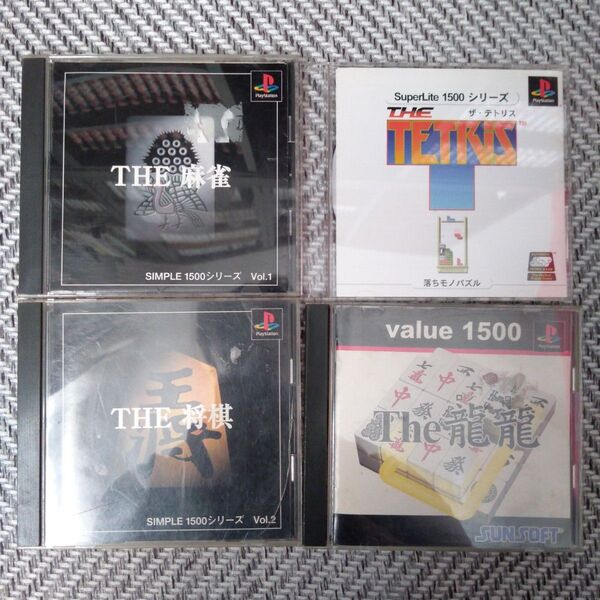 PlayStation
THE 麻雀
SIMPLE 1500シリーズ Vol.1
SuperLite 1500 シリーズ
PlayStation
THE
ザ・テトリス
TETRIS™
落ちモノパズル
PlayStation
THE 将棋
SIMPLE 1500シリーズ Vol.2
value 1500
PlayStation
The 龍龍
SUNSOFT